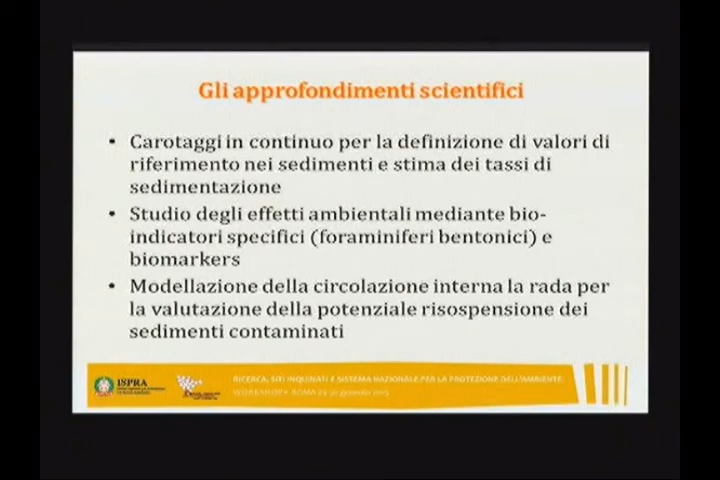 Gli approfondimenti scientifici
• Carotaggi in continuo per la definizione di valori di
riferimento nei sedimenti e stima dei tassi di
sedimentazione
• Studio degli effetti ambientali mediante bio-
indicatori specifici (foraminiferi bentonici) e
biomarkers
• Modellazione della circolazione interna la rada per
la valutazione della potenziale risospensione dei
sedimenti contaminati
ISPRA
RICERCA, SITI INQUINATI E SISTEMA NAZIONALE PER LA PROTEZIONE DELL'AMBIENTE
WORKSHOP ROMA